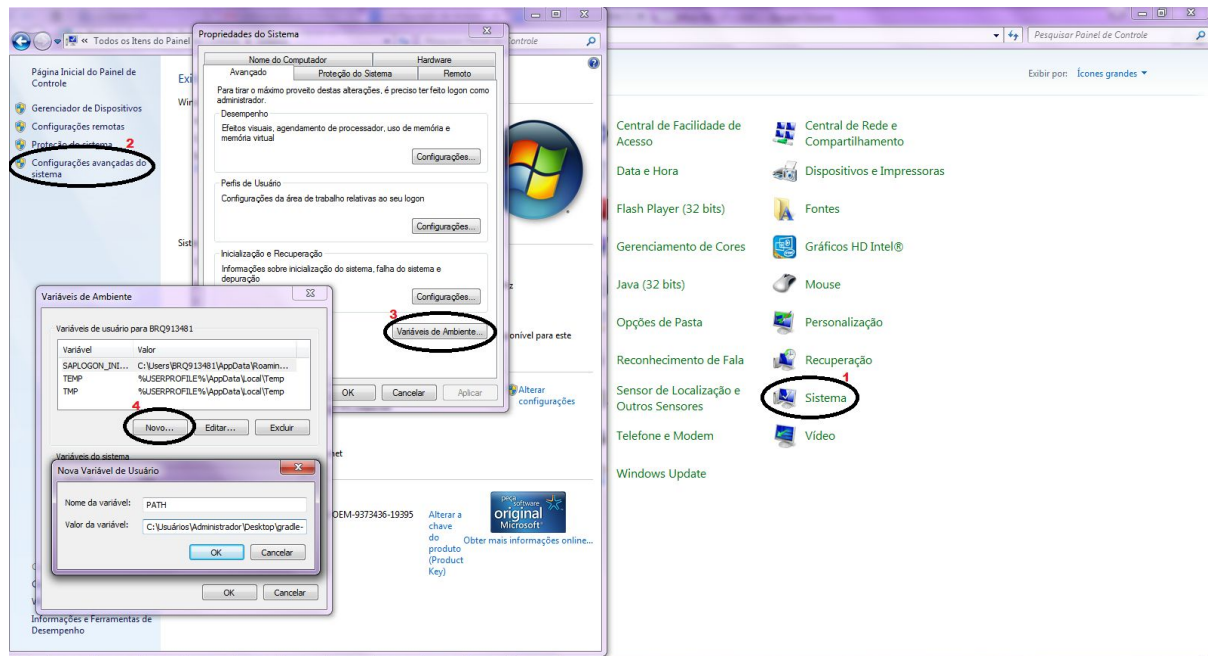 Todos os Itens do Painel
Controle
Página Inicial do Painel de
Controle
Gerenciador de Dispositivos
Configurações remotas
Proteção do sistema
2
Configurações avançadas do
sistema
Informações e Ferramentas de
Desempenho
Propriedades do Sistema
Nome do Computador
Hardware
Avançado
Proteção do Sistema
Remoto
Para tirar o máximo proveito destas alterações, é preciso ter feito logon como
administrador.
Desempenho
Efeitos visuais, agendamento de processador, uso de memória e
memória virtual
Configurações...
Perfis de Usuário
Configurações da área de trabalho relativas ao seu logon
Configurações...
Inicialização e Recuperação
Informações sobre inicialização do sistema, falha do sistema e
depuração
Configurações...
3
Variáveis de Ambiente...
OK
Cancelar
Aplicar
Variáveis de Ambiente
Variáveis de usuário para BRQ913481
Variável Valor
SAPLOGON_INI... C:\Users\BRQ913481\AppData\Roamin...
TEMP %USERPROFILE%\AppData\Local\Temp
TMP %USERPROFILE%\AppData\Local\Temp
4
Novo...
Editar...
Excluir
Variáveis do sistema
Nova Variável de Usuário
Nome da variável: PATH
Valor da variável: C:\Usuários\Administrador\Desktop\gradle-
OK
Cancelar
OK
Cancelar
Exi
Win
Sist
onível para este
Alterar
configurações
OEM-9373436-19395
Alterar a
chave
do
produto
(Product
Key)
peça
software
original
Microsoft
Obter mais informações online...
Pesquisar Painel de Controle
Exibir por: Ícones grandes
Central de Facilidade de
Acesso
Central de Rede e
Compartilhamento
Data e Hora
Dispositivos e Impressoras
Flash Player (32 bits)
Fontes
Gerenciamento de Cores
Gráficos HD Intel®
Java (32 bits)
Mouse
Opções de Pasta
Personalização
Reconhecimento de Fala
Recuperação
Sensor de Localização e
Outros Sensores
1
Sistema
Telefone e Modem
Vídeo
Windows Update